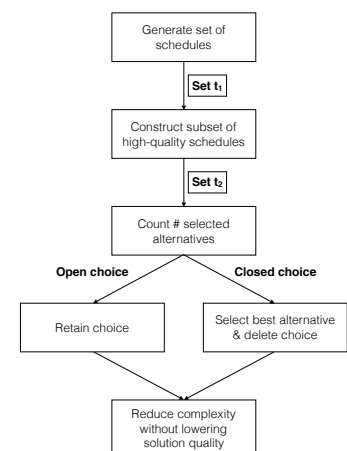 Generate set of
schedules
Set t₁
Construct subset of
high-quality schedules
Set t₂
Count # selected
alternatives
Open choice
Closed choice
Retain choice
Select best alternative
& delete choice
Reduce complexity
without lowering
solution quality